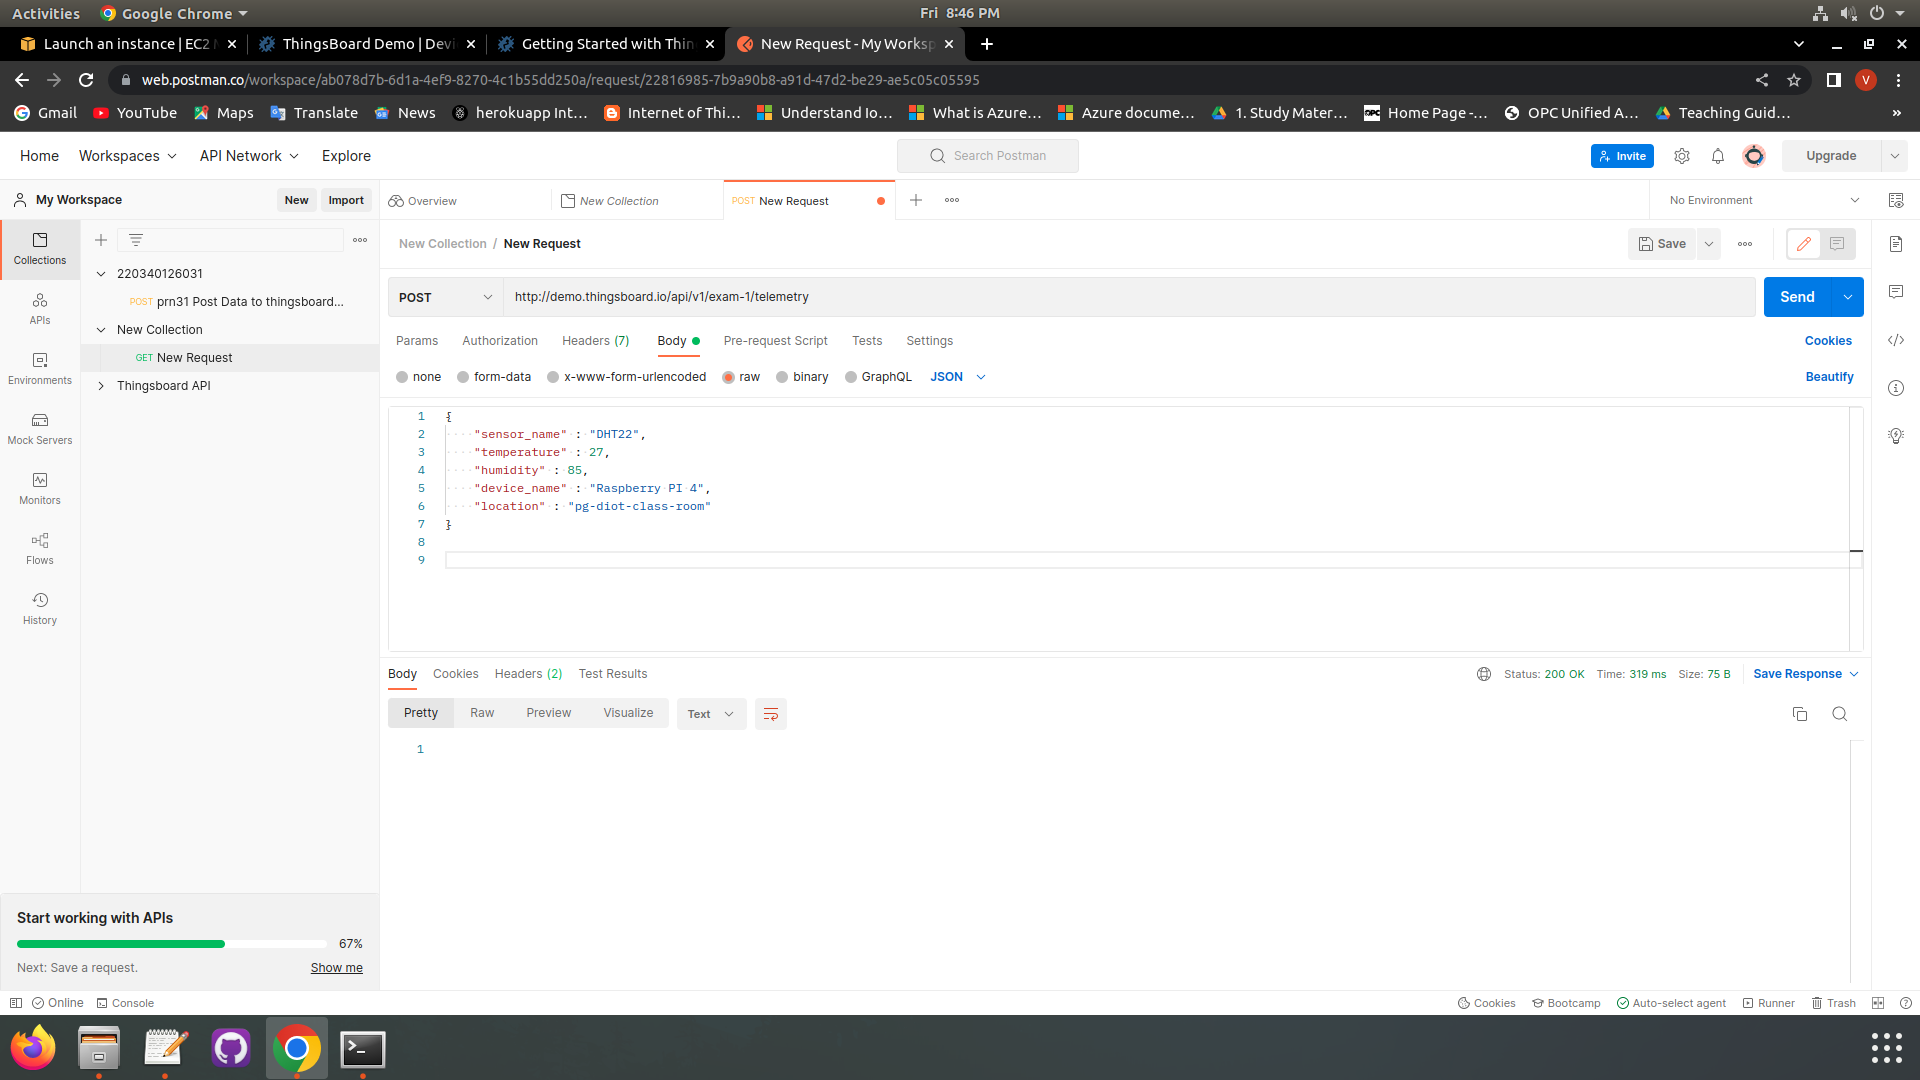 Activities Google Chrome Fri 8:46 PM
Launch an instance | EC2 ThingsBoard Demo | Devi Getting Started with Thin New Request - My Worksp
web.postman.co/workspace/ab078d7b-6d1a-4ef9-8270-4c1b55dd250a/request/22816985-7b9a90b8-a91d-47d2-be29-ae5c05c05595 V
Gmail YouTube Maps Translate News herokuapp Int... Internet of Thi... Understand Io... What is Azure... Azure docume... 1. Study Mater... Home Page -... OPC Unified A... Teaching Guid... »
Home Workspaces API Network Explore Search Postman Invite Upgrade
My Workspace New Import Overview New Collection POST New Request No Environment
New Collection / New Request Save
Collections
APIs
Environments
Mock Servers
Monitors
Flows
History
220340126031
POST prn31 Post Data to thingsboard...
New Collection
GET New Request
Thingsboard API
POST http://demo.thingsboard.io/api/v1/exam-1/telemetry Send
Params Authorization Headers (7) Body Pre-request Script Tests Settings Cookies
none form-data x-www-form-urlencoded raw binary GraphQL JSON Beautify
1 {
2 "sensor_name" : "DHT22",
3 "temperature" : 27,
4 "humidity" : 85,
5 "device_name" : "Raspberry PI 4",
6 "location" : "pg-diot-class-room"
7 }
8
9
Body Cookies Headers (2) Test Results Status: 200 OK Time: 319 ms Size: 75 B Save Response
Pretty Raw Preview Visualize Text
1
Start working with APIs
67%
Next: Save a request. Show me
Online Console Cookies Bootcamp Auto-select agent Runner Trash